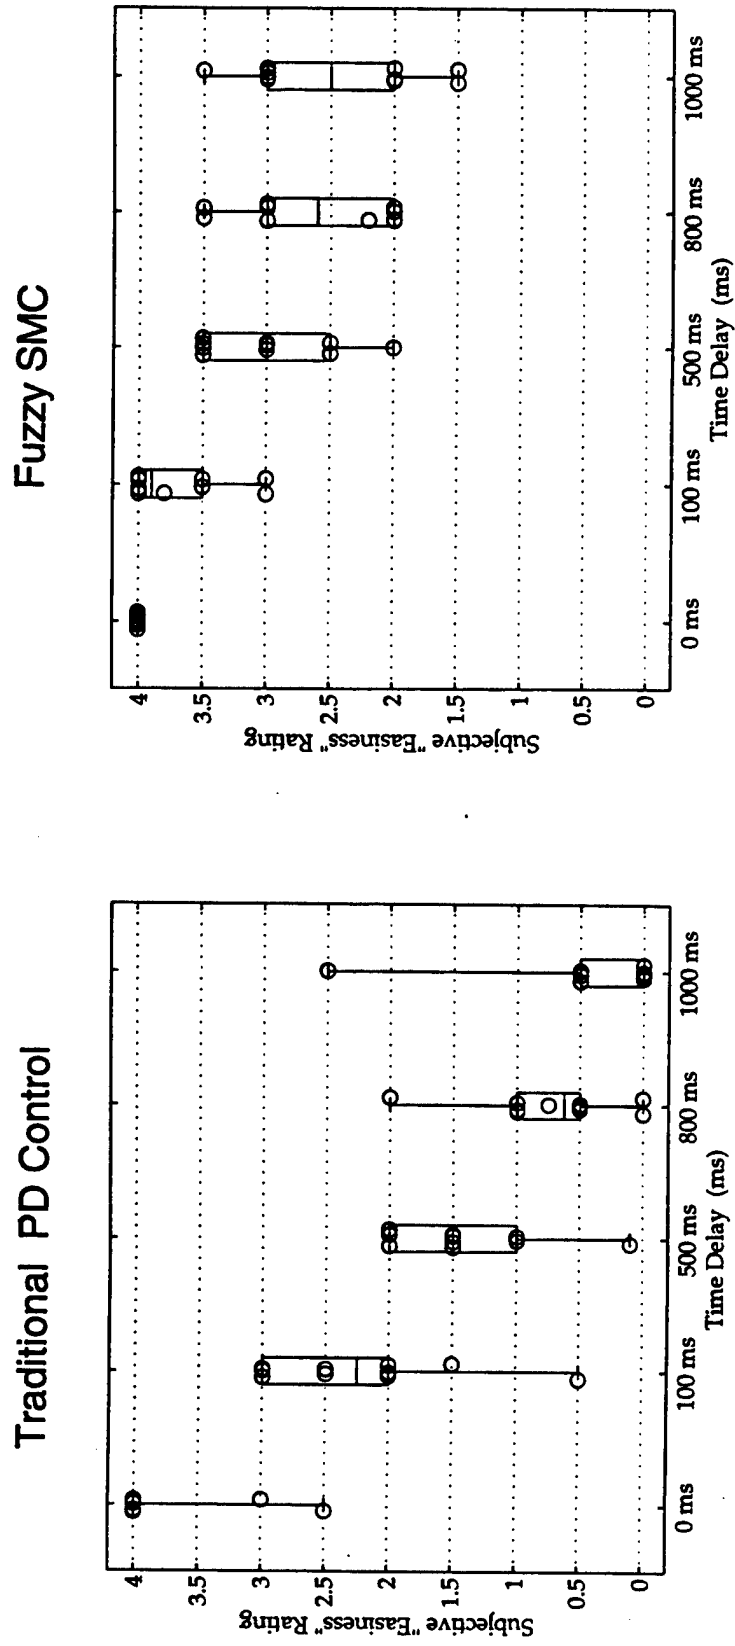 Traditional PD Control
Subjective "Easiness" Rating
4
3.5
3
2.5
2
1.5
1
0.5
0
0 ms
100 ms
500 ms
800 ms
1000 ms
Time Delay (ms)
Fuzzy SMC
Subjective "Easiness" Rating
4
3.5
3
2.5
2
1.5
1
0.5
0
0 ms
100 ms
500 ms
800 ms
1000 ms
Time Delay (ms)